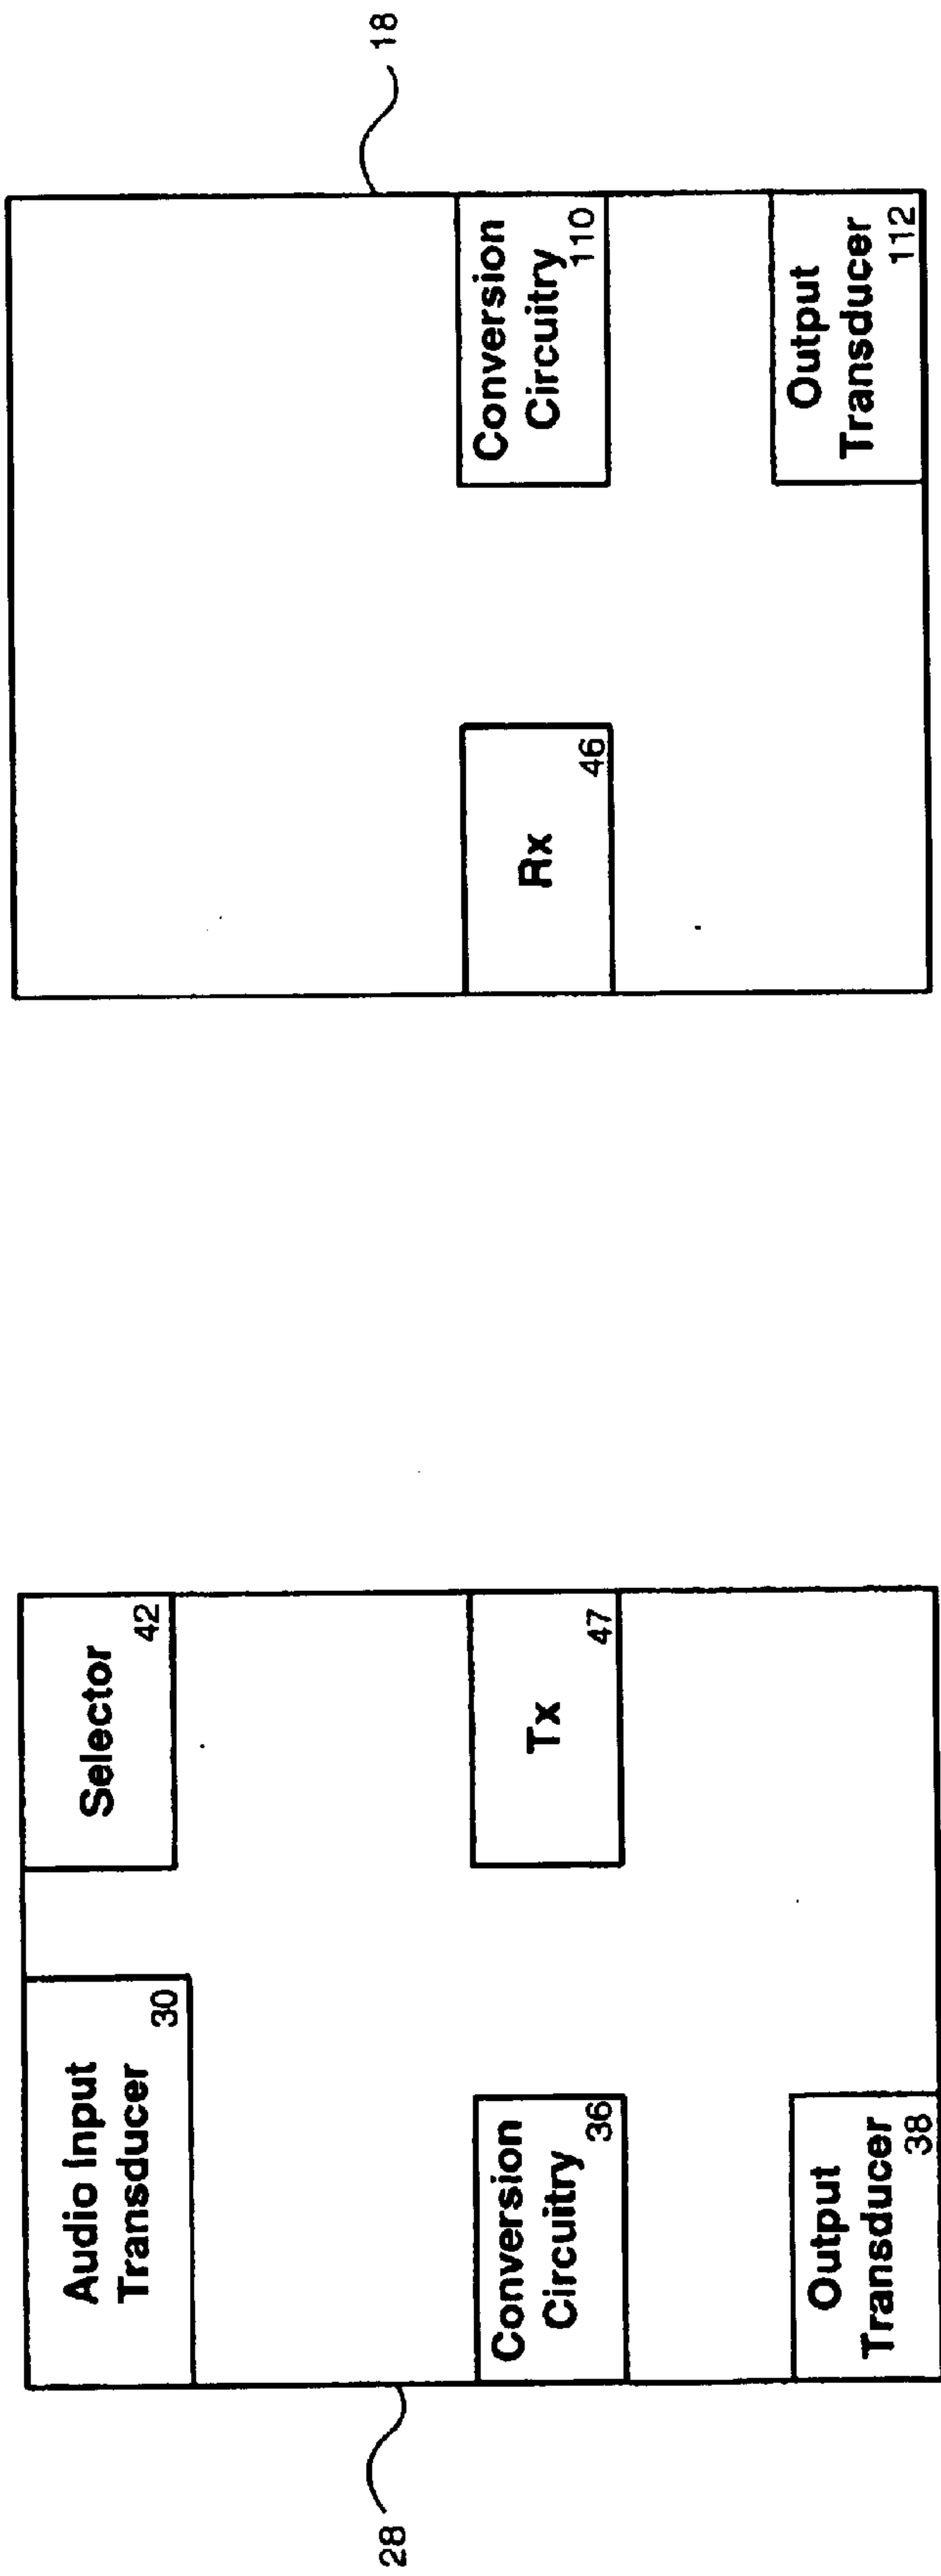 28
Audio Input
Transducer
30
Selector
42
Conversion
Circuitry
36
Tx
47
Output
Transducer
38
18
Rx
46
Conversion
Circuitry
110
Output
Transducer
112